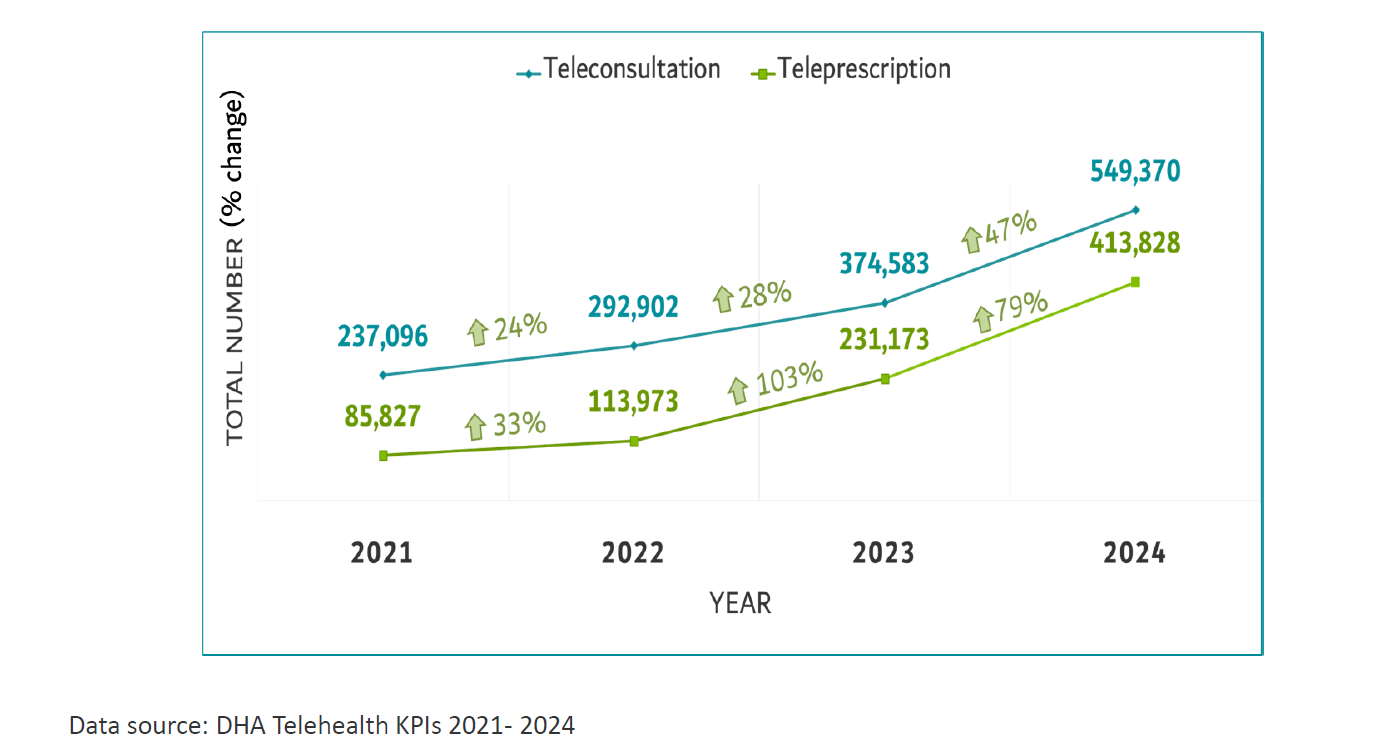 Teleconsultation Teleprescription
TOTAL NUMBER (% change)
549,370
47%
413,828
374,583
28%
292,902
79%
24%
237,096
231,173
103%
113,973
85,827
33%
2021 2022 2023 2024
YEAR
Data source: DHA Telehealth KPIs 2021- 2024